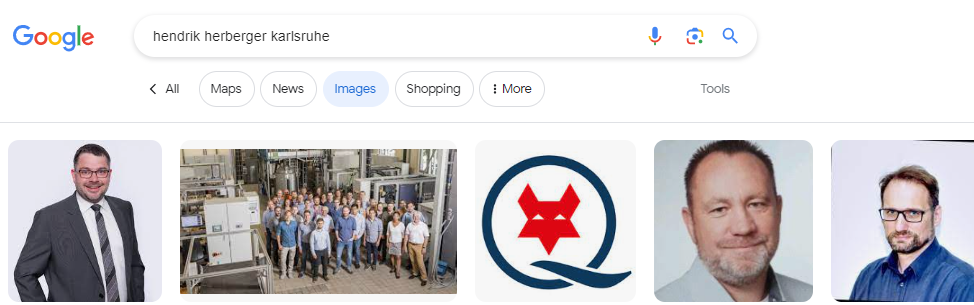 Google
hendrik herberger karlsruhe
All Maps News Images Shopping More Tools